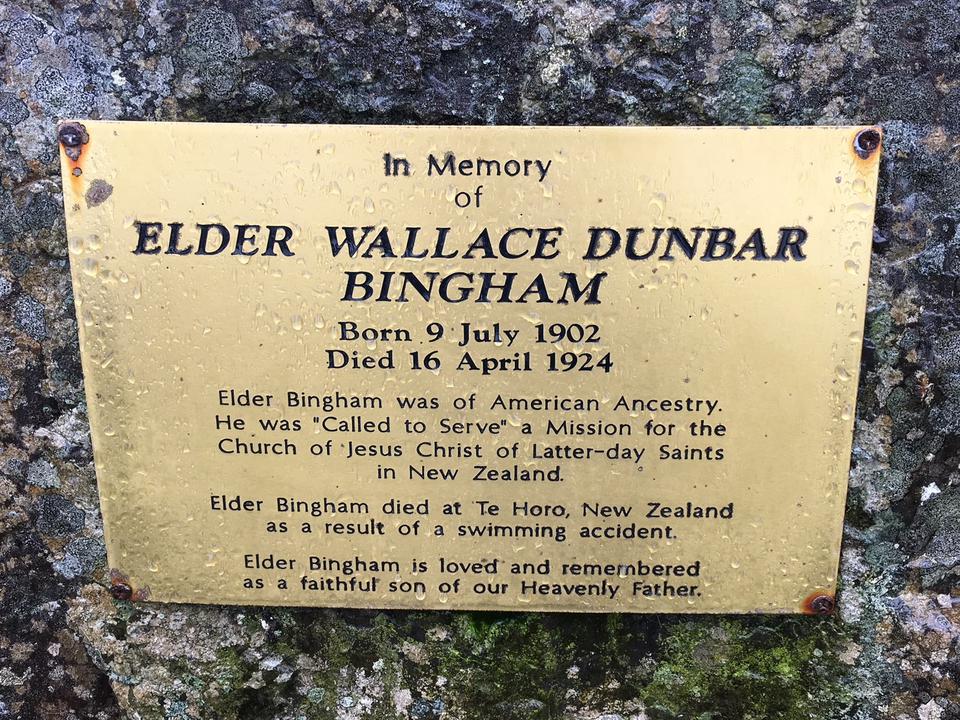 In Memory
of
ELDER WALLACE DUNBAR
BINGHAM
Born 9 July 1902
Died 16 April 1924
Elder Bingham was of American Ancestry.
He was "Called to Serve" a Mission for the
Church of Jesus Christ of Latter-day Saints
in New Zealand.
Elder Bingham died at Te Horo, New Zealand
as a result of a swimming accident.
Elder Bingham is loved and remembered
as a faithful son of our Heavenly Father.